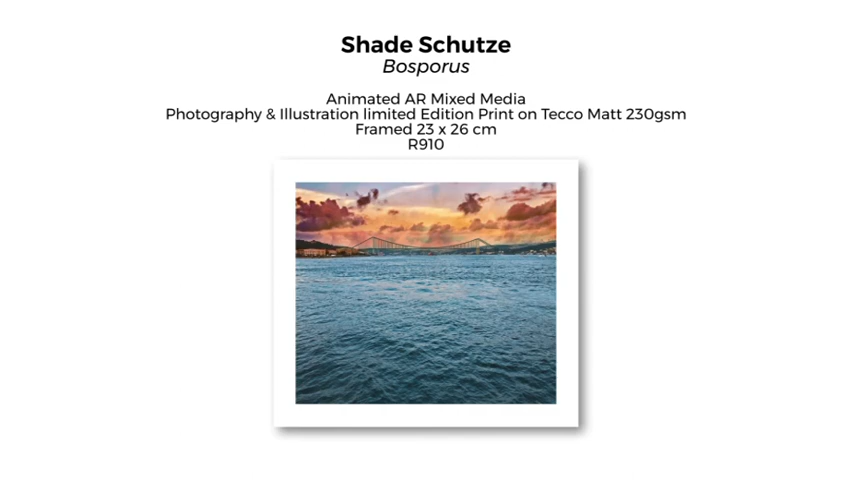 Shade Schutze
Bosporus
Animated AR Mixed Media
Photography & Illustration limited Edition Print on Tecco Matt 230gsm
Framed 23 x 26 cm
R910